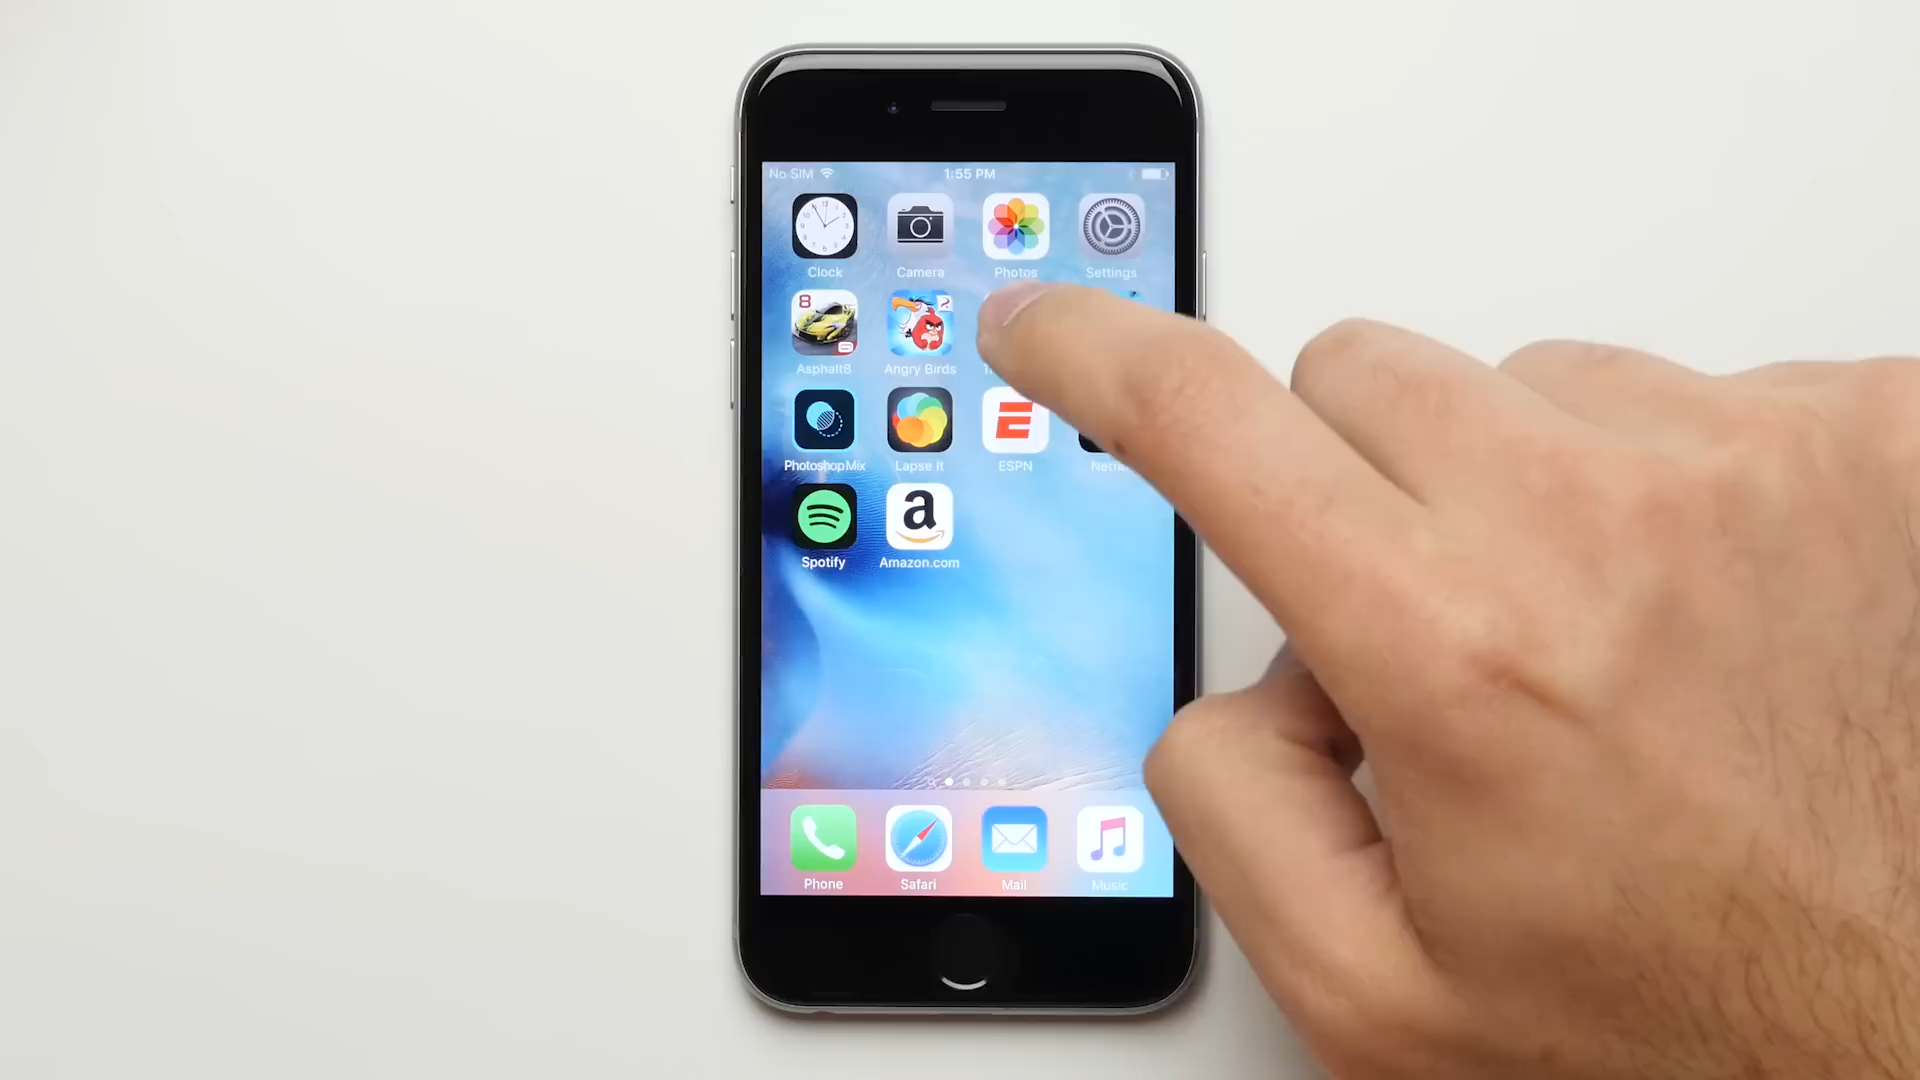 No SIM 1:55 PM
Clock Camera Photos Settings
8
2
Asphalt8 Angry Birds
PhotoshopMix Lapse It ESPN
a
Spotify Amazon.com
Phone Safari Mail Music